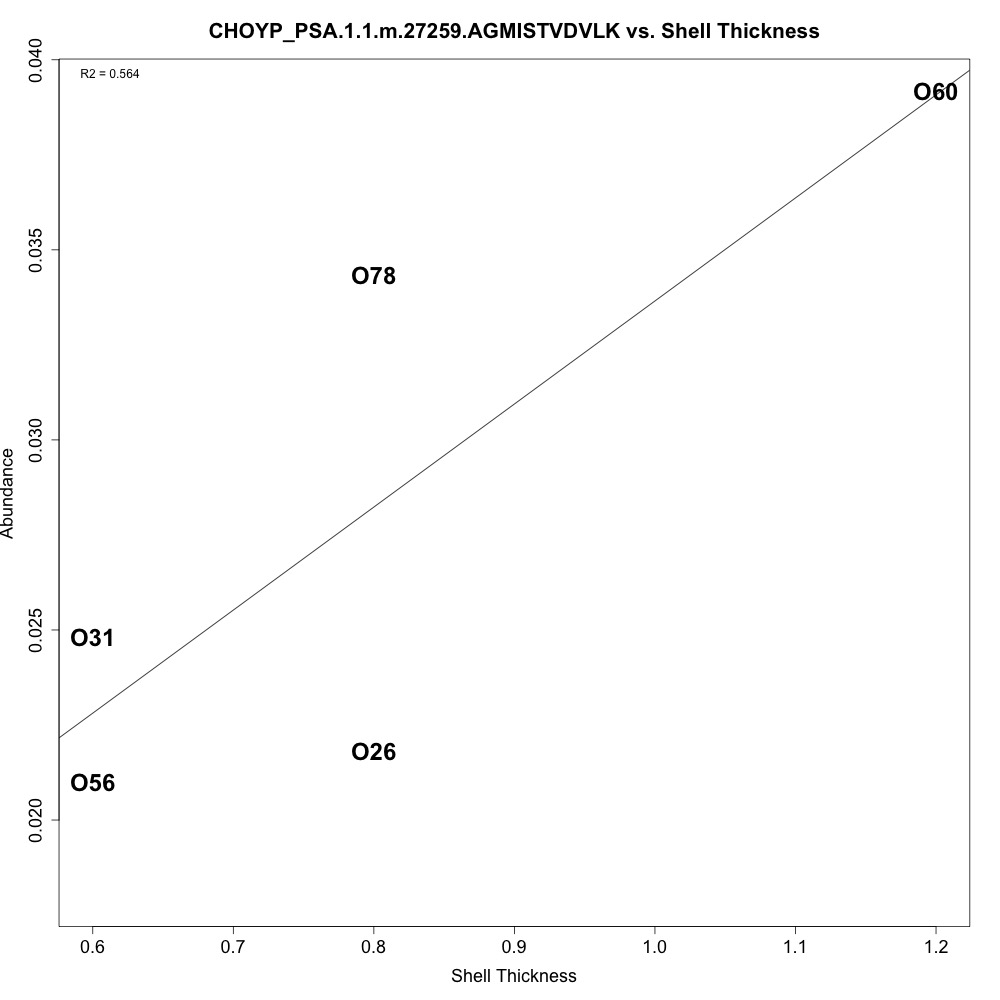 CHOYP_PSA.1.1.m.27259.AGMISTVDVLK vs. Shell Thickness
R2 = 0.564
0.040
0.035
0.030
0.025
0.020
Abundance
O60
O78
O31
O26
O56
0.6 0.7 0.8 0.9 1.0 1.1 1.2
Shell Thickness